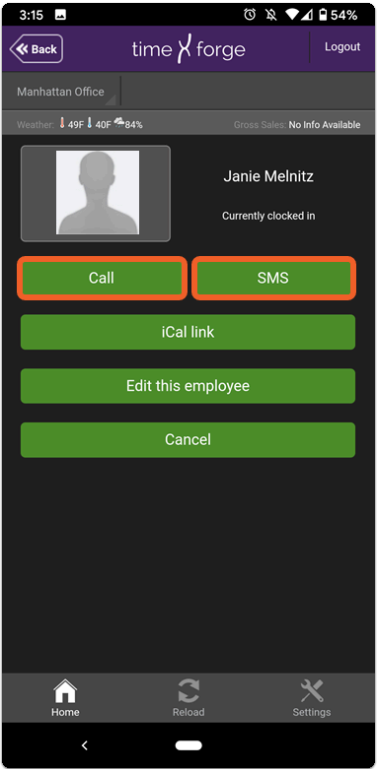 3:15 54%
Back time forge Logout
Manhattan Office
Weather: 49F 40F 84% Gross Sales: No Info Available
Janie Melnitz
Currently clocked in
Call SMS
iCal link
Edit this employee
Cancel
Home Reload Settings